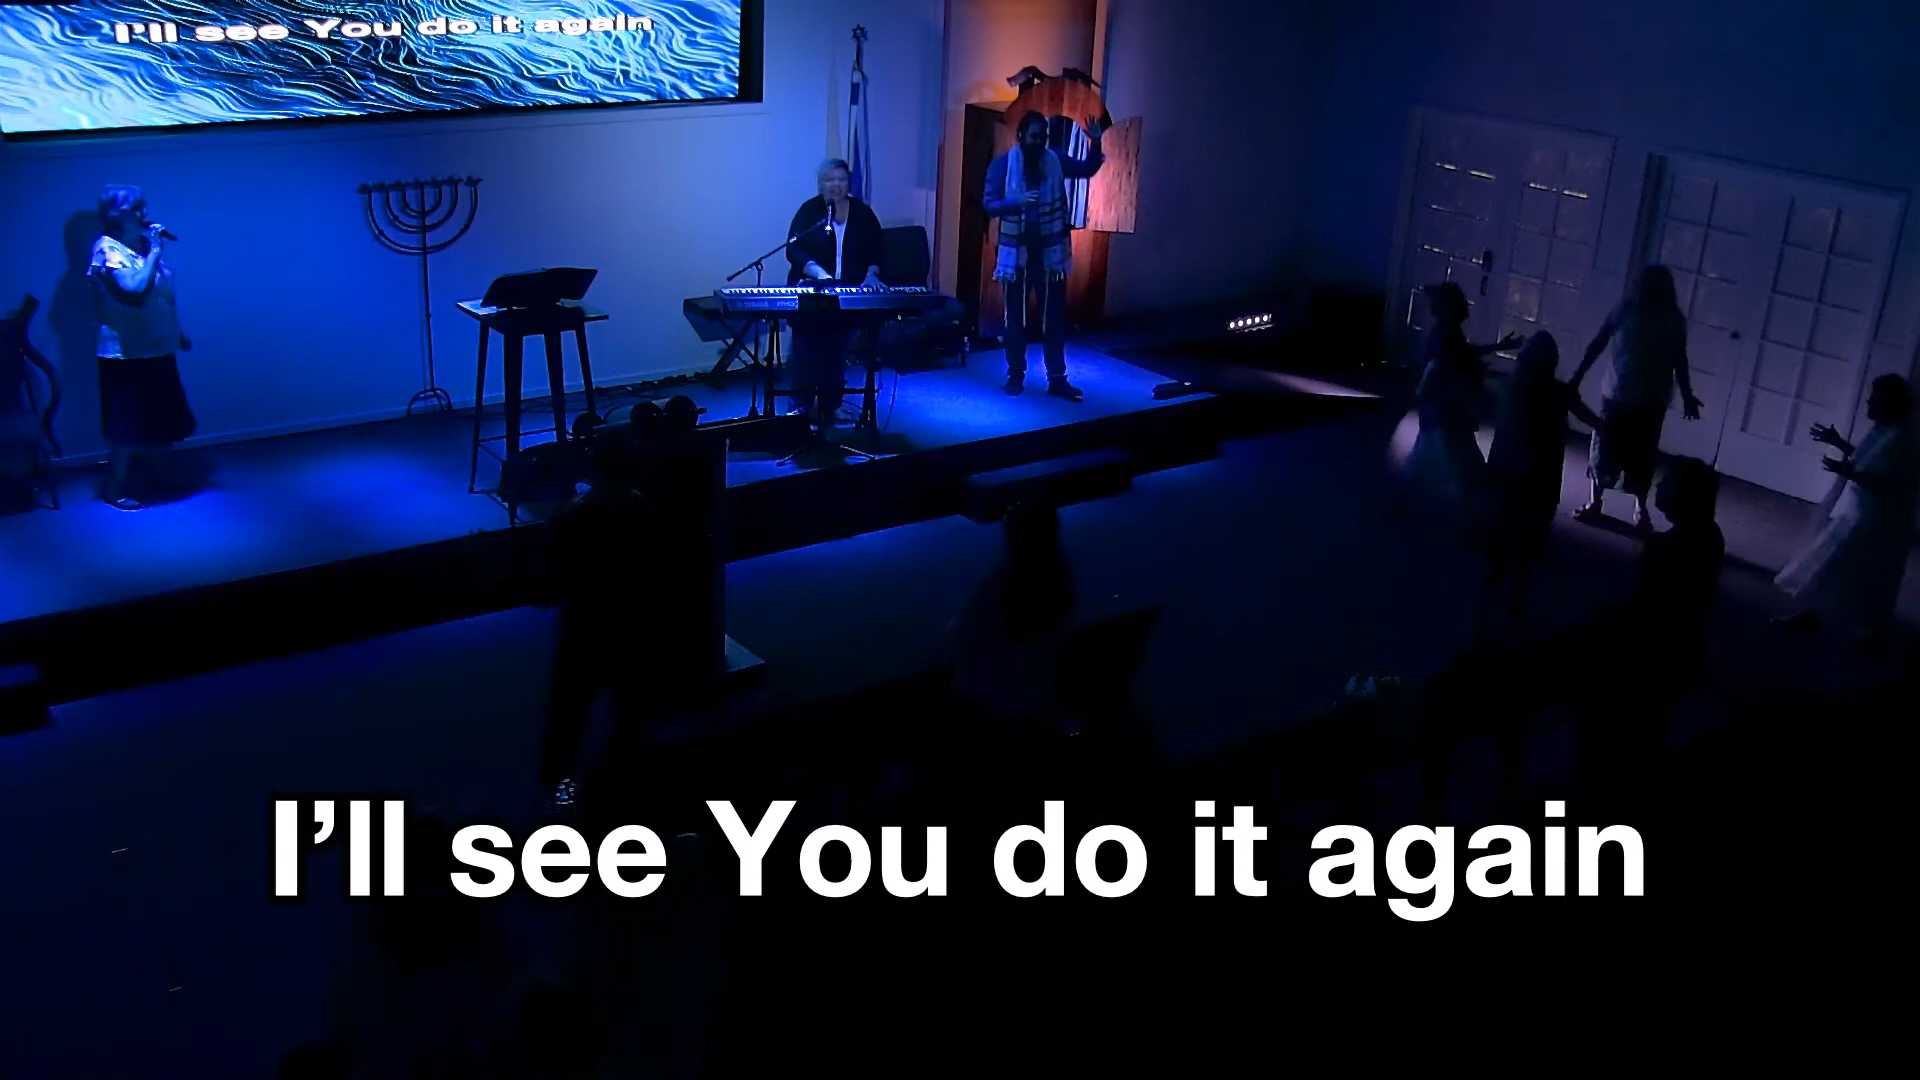 I'll see You do it again
I’ll see You do it again